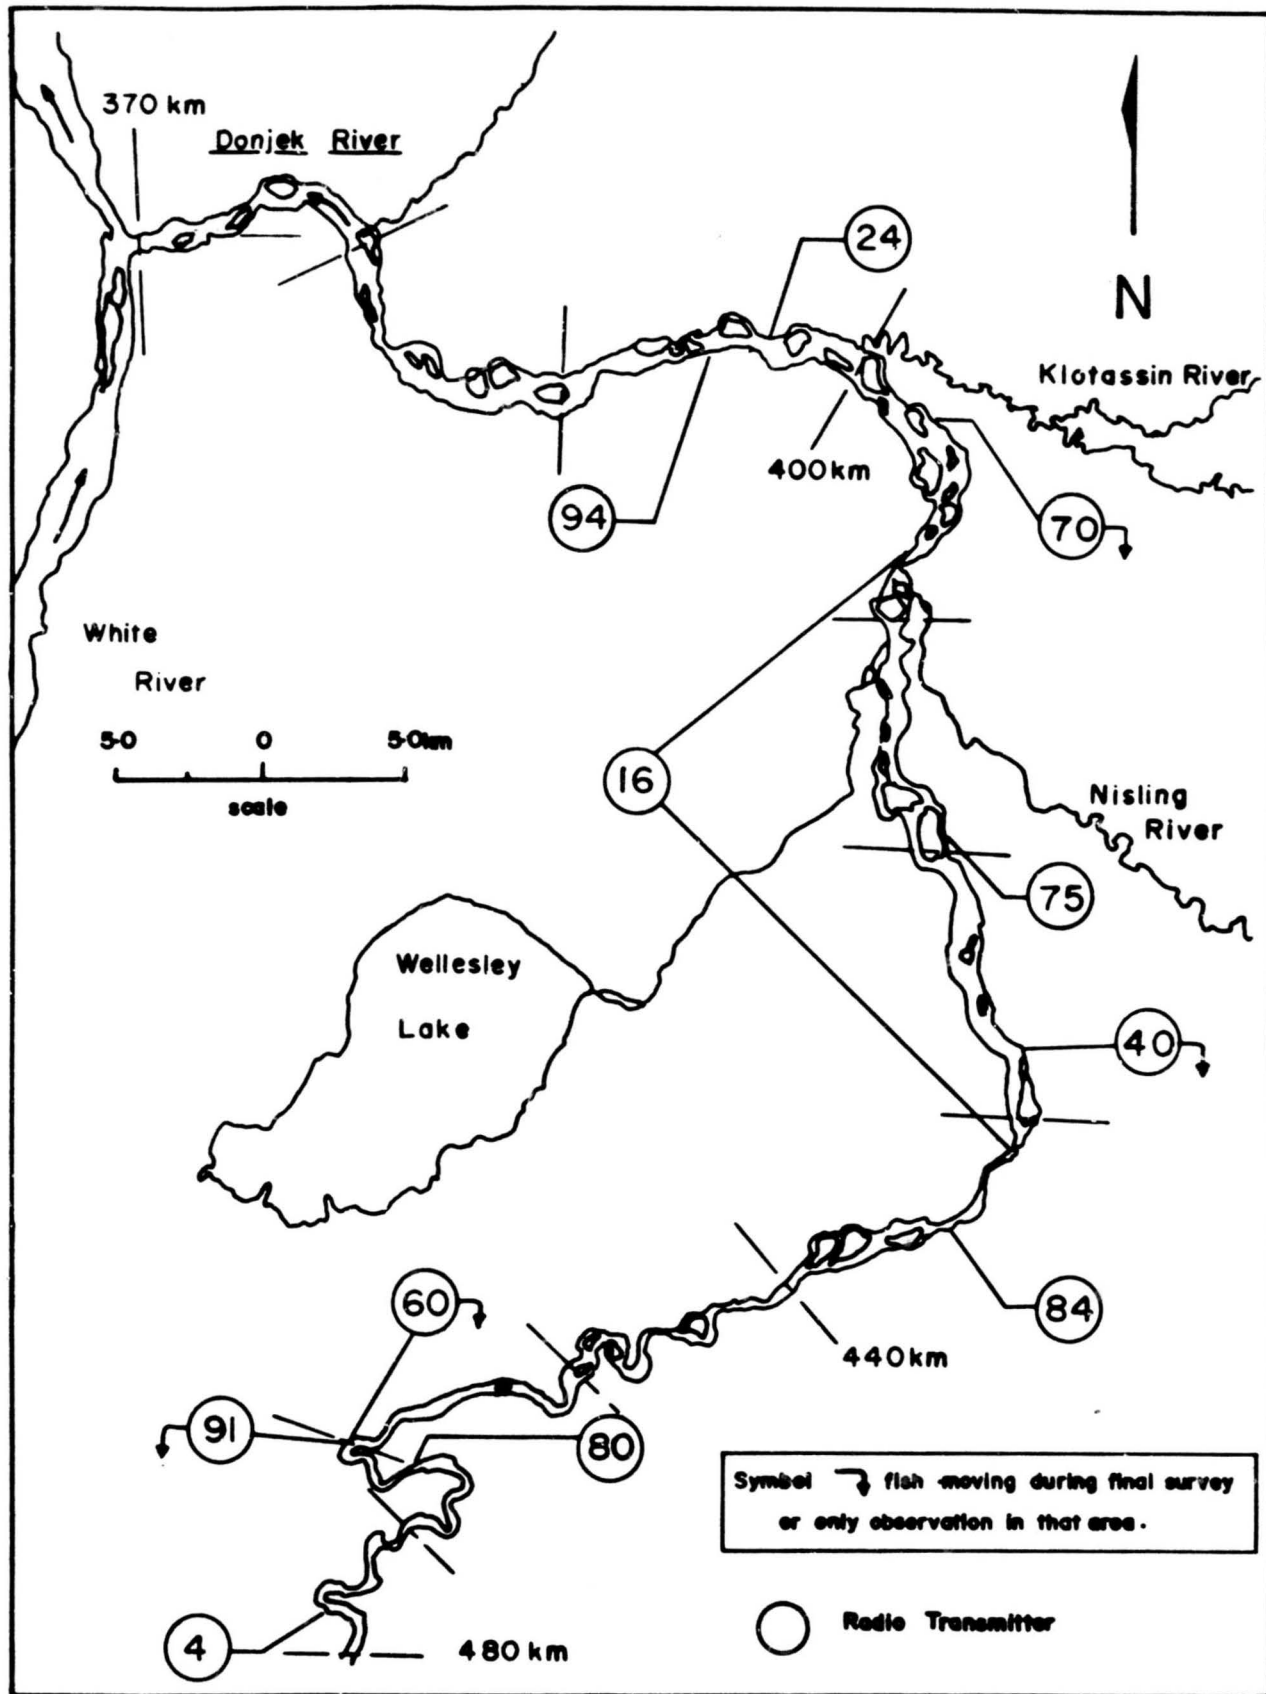 370 km
Donjek River
24
N
Klotassin River
400km
94
70
White
River
5·0 0 5·0km
scale
16
Nisling
River
75
Wellesley
Lake
40
60
84
440km
91
80
Symbol fish moving during final survey
or only observation in that area.
4
480 km
Radio Transmitter